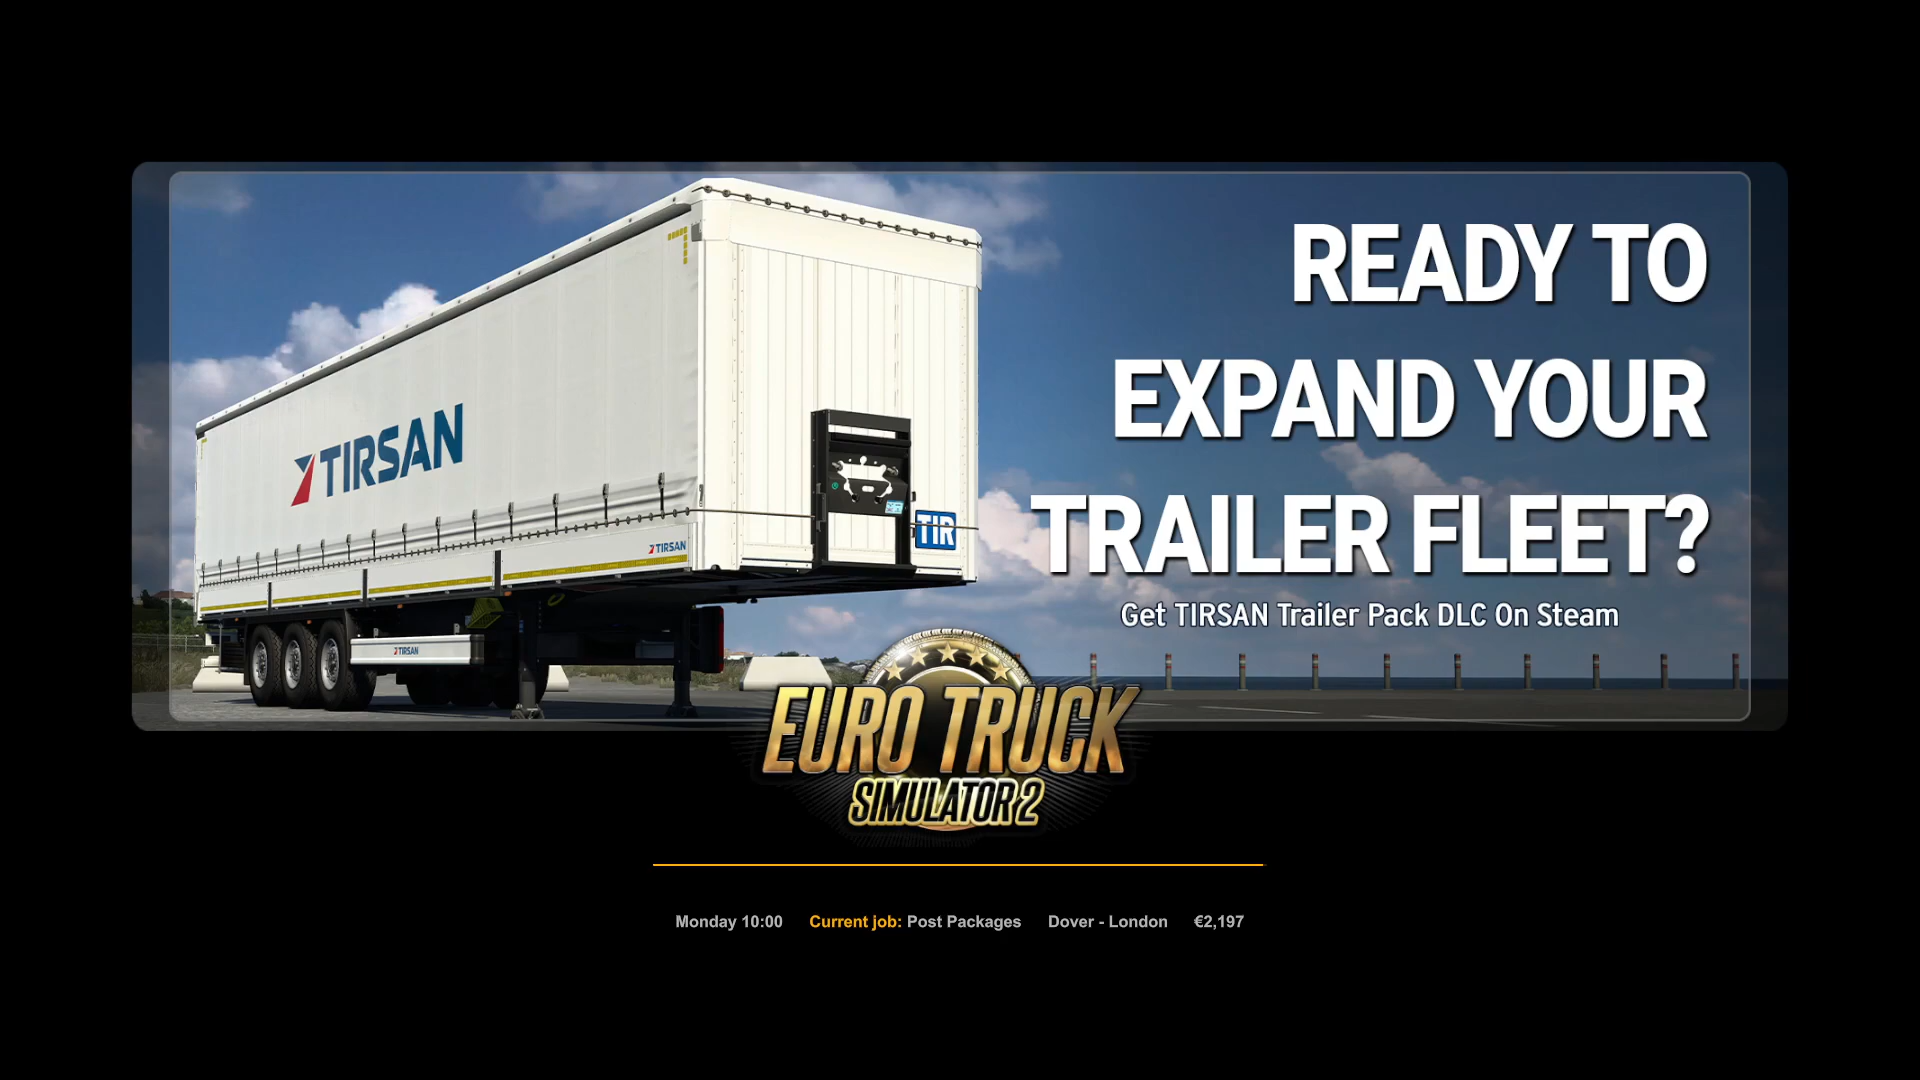 READY TO
EXPAND YOUR
TRAILER FLEET?
Get TIRSAN Trailer Pack DLC On Steam
TIRSAN
TIRSAN
TIR
TIRSAN
EURO TRUCK
SIMULATOR 2
Monday 10:00 Current job: Post Packages Dover - London €2,197